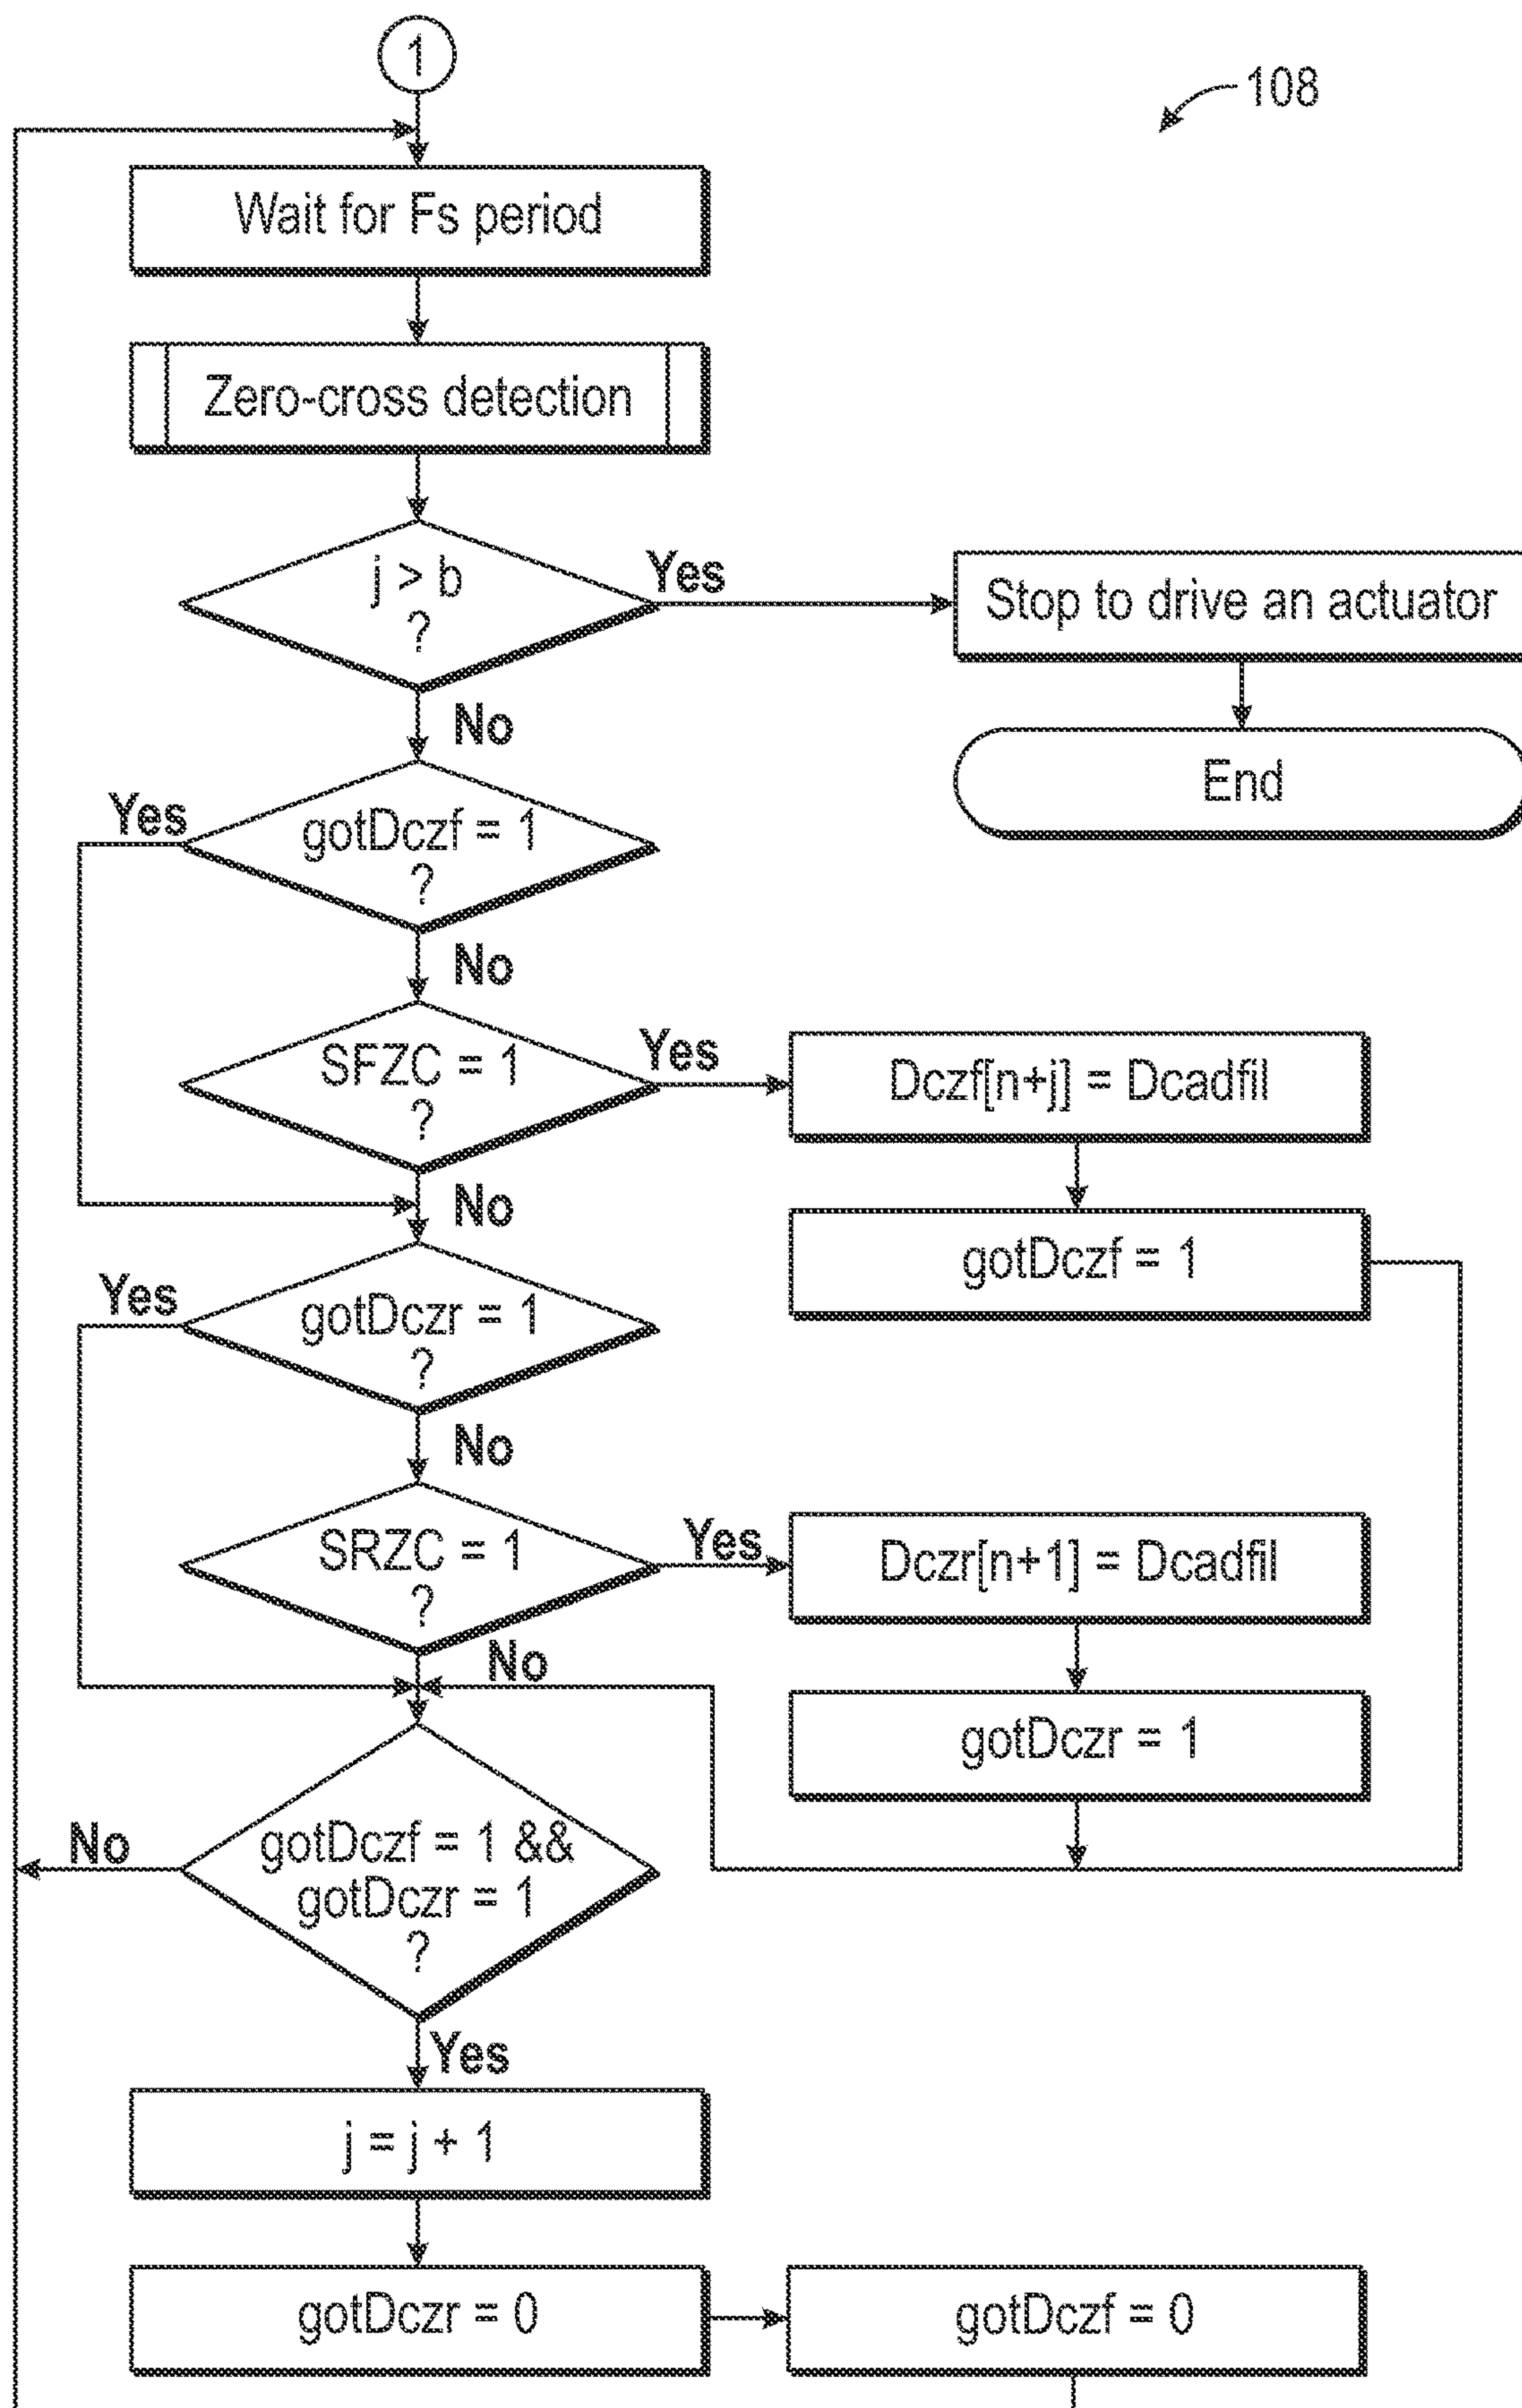 1
108
Wait for Fs period
Zero-cross detection
j > b
?
Yes
Stop to drive an actuator
No
End
Yes
gotDczf = 1
?
No
SFZC = 1
?
Yes
Dczf[n+j] = Dcadfil
No
gotDczf = 1
Yes
gotDczr = 1
?
No
SRZC = 1
?
Yes
Dczr[n+1] = Dcadfil
No
gotDczr = 1
No
gotDczf = 1 &&
gotDczr = 1
?
Yes
j = j + 1
gotDczr = 0
gotDczf = 0